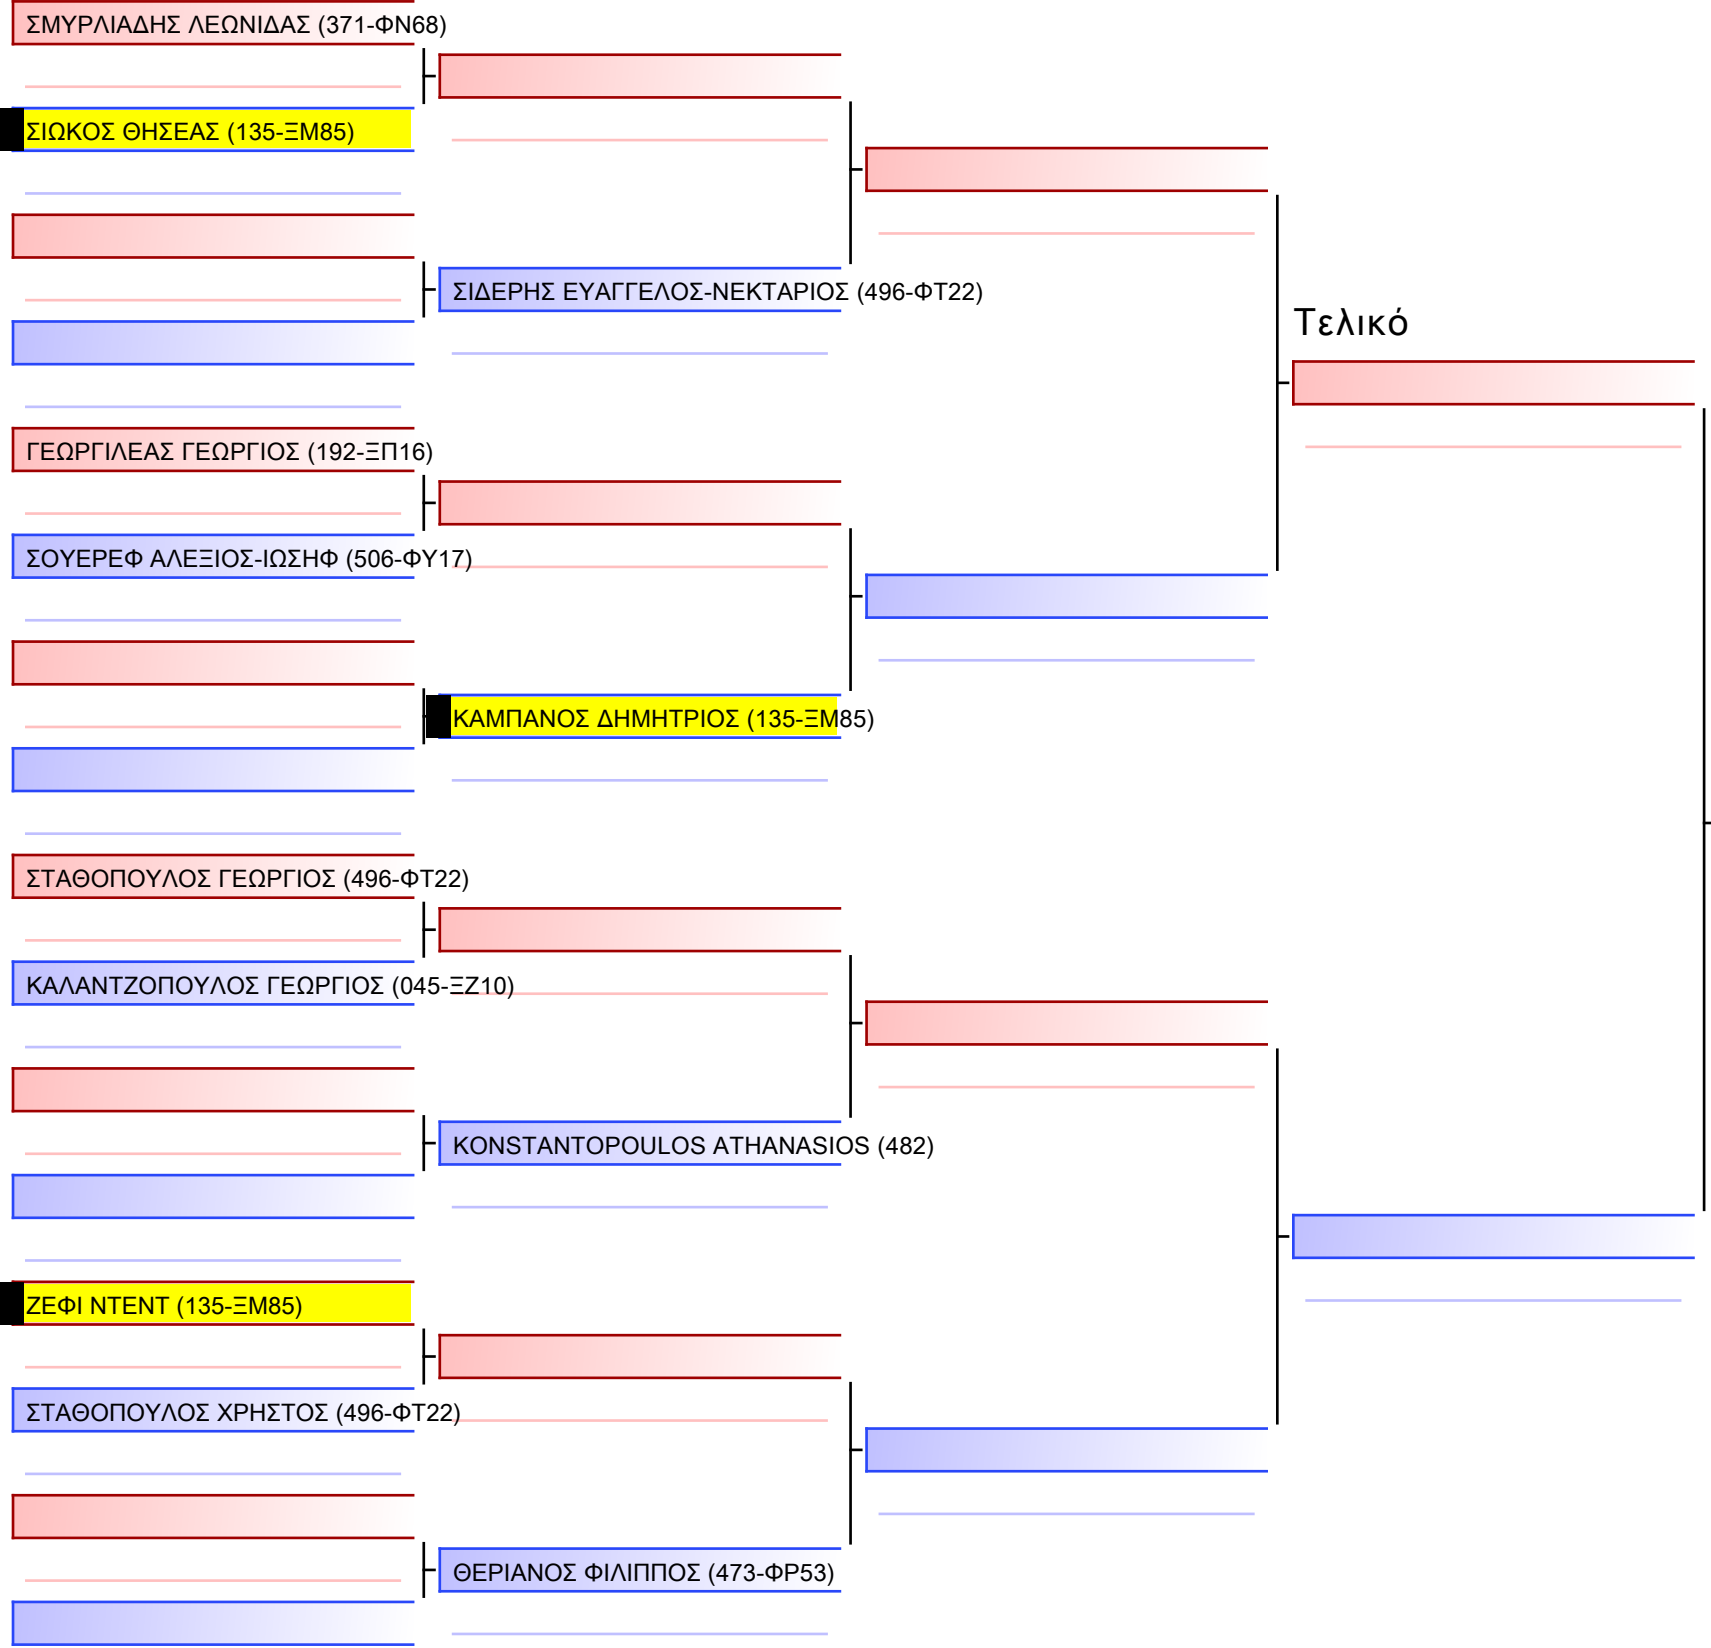 ΣΜΥΡΛΙΑΔΗΣ ΛΕΩΝΙΔΑΣ (371-ΦΝ68)
ΣΙΩΚΟΣ ΘΗΣΕΑΣ (135-ΞΜ85)
ΣΙΔΕΡΗΣ ΕΥΑΓΓΕΛΟΣ-ΝΕΚΤΑΡΙΟΣ (496-ΦΤ22)
Τελικό
ΓΕΩΡΓΙΛΕΑΣ ΓΕΩΡΓΙΟΣ (192-ΞΠ16)
ΣΟΥΕΡΕΦ ΑΛΕΞΙΟΣ-ΙΩΣΗΦ (506-ΦΥ17)
ΚΑΜΠΑΝΟΣ ΔΗΜΗΤΡΙΟΣ (135-ΞΜ85)
ΣΤΑΘΟΠΟΥΛΟΣ ΓΕΩΡΓΙΟΣ (496-ΦΤ22)
ΚΑΛΑΝΤΖΟΠΟΥΛΟΣ ΓΕΩΡΓΙΟΣ (045-ΞΖ10)
KONSTANTOPOULOS ATHANASIOS (482)
ΖΕΦΙ ΝΤΕΝΤ (135-ΞΜ85)
ΣΤΑΘΟΠΟΥΛΟΣ ΧΡΗΣΤΟΣ (496-ΦΤ22)
ΘΕΡΙΑΝΟΣ ΦΙΛΙΠΠΟΣ (473-ΦΡ53)